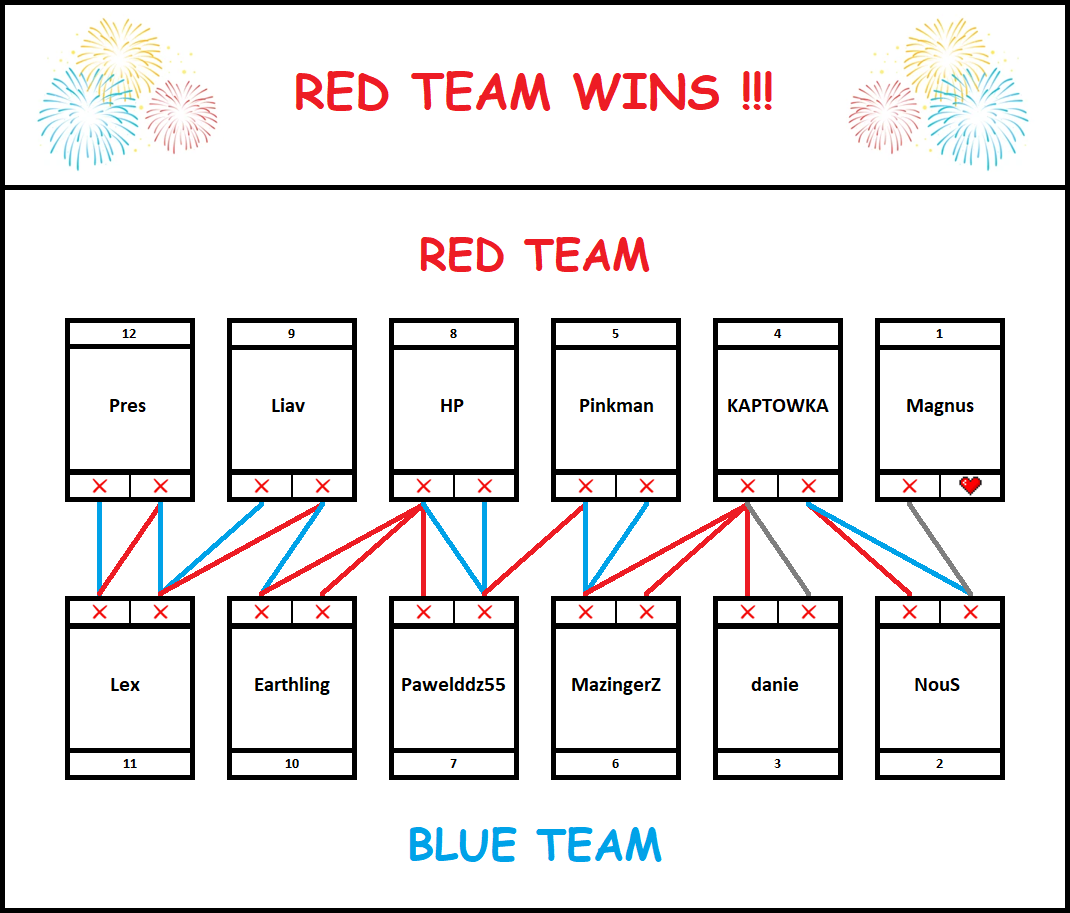 RED TEAM WINS !!!
RED TEAM
12 9 8 5 4 1
Pres Liav HP Pinkman KAPTOWKA Magnus
Lex Earthling Pawelddz55 MazingerZ danie NouS
11 10 7 6 3 2
BLUE TEAM